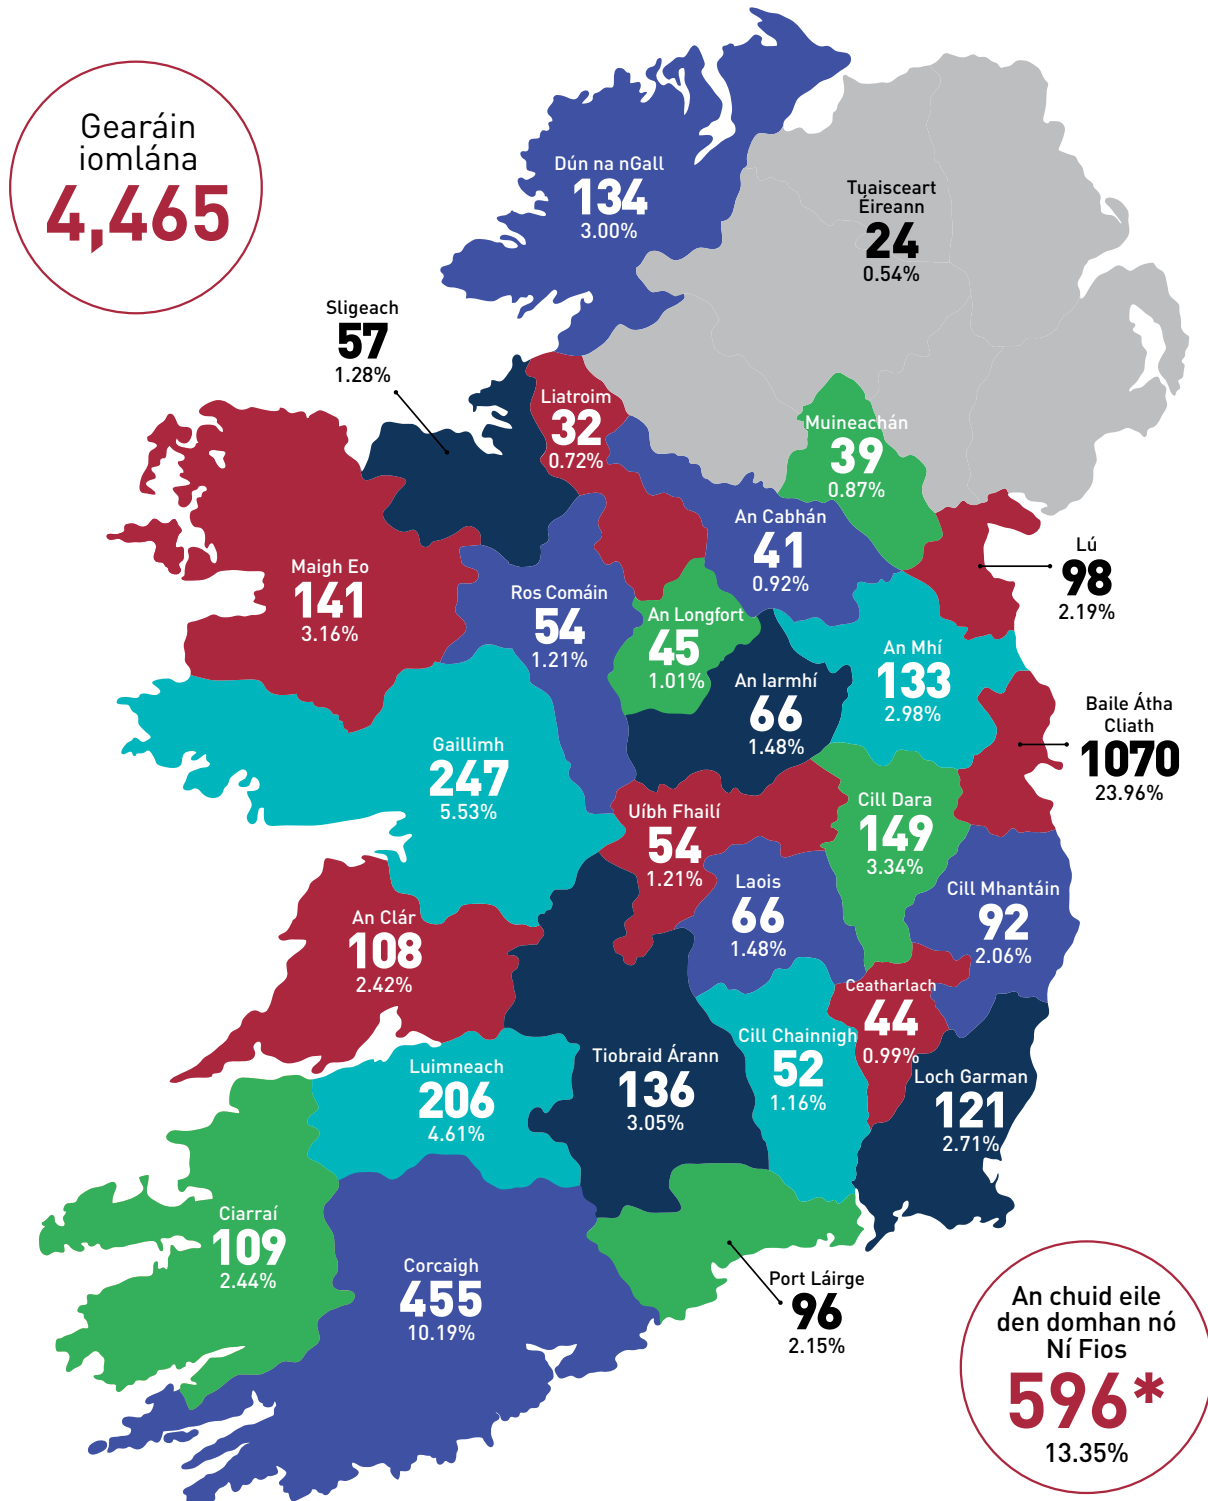 Gearáin
iomlána
4,465
Dún na nGall
134
3.00%
Tuaisceart
Éireann
24
0.54%
Sligeach
57
1.28%
Liatroim
32
0.72%
Muineachán
39
0.87%
An Cabhán
41
0.92%
Lú
98
2.19%
Maigh Eo
141
3.16%
Ros Comáin
54
1.21%
An Longfort
45
1.01%
An Mhí
133
2.98%
An Iarmhí
66
1.48%
Baile Átha
Cliath
1070
23.96%
Gaillimh
247
5.53%
Uíbh Fhailí
54
1.21%
Cill Dara
149
3.34%
Laois
66
1.48%
Cill Mhantáin
92
2.06%
An Clár
108
2.42%
Ceatharlach
44
0.99%
Cill Chainnigh
52
1.16%
Tiobraid Árann
136
3.05%
Luimneach
206
4.61%
Loch Garman
121
2.71%
Ciarraí
109
2.44%
Corcaigh
455
10.19%
Port Láirge
96
2.15%
An chuid eile
den domhan nó
Ní Fios
596*
13.35%